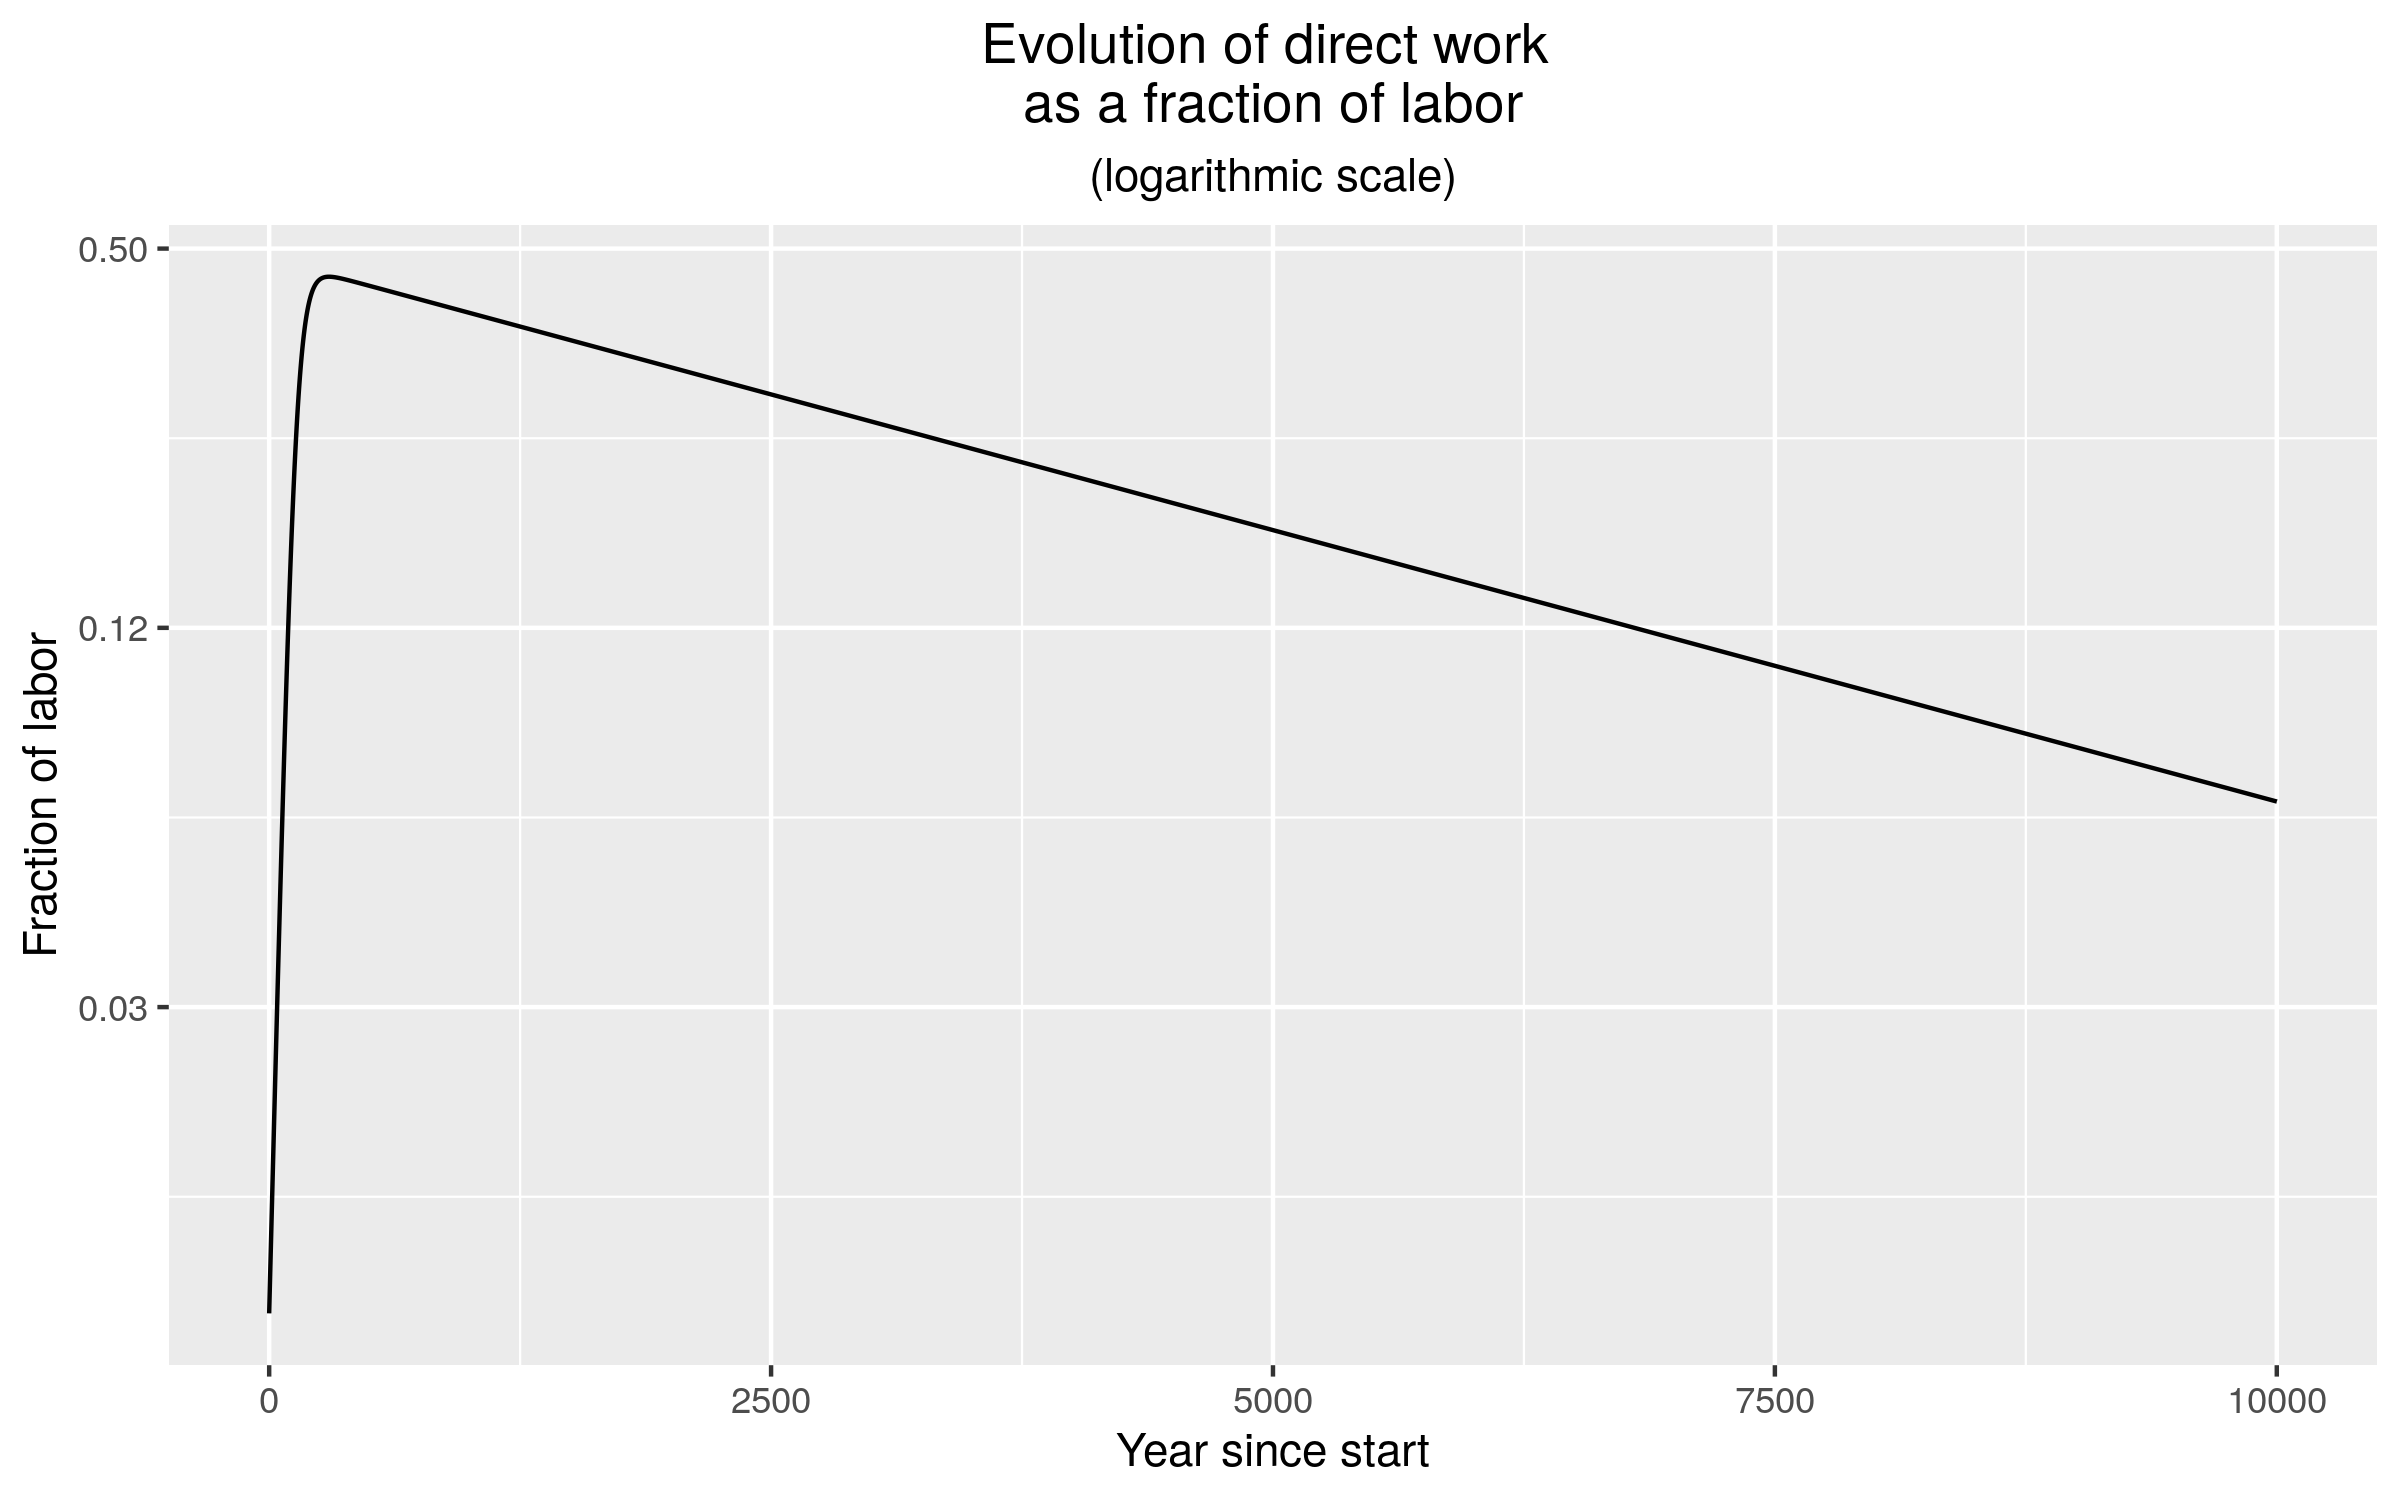 Evolution of direct work
as a fraction of labor
(logarithmic scale)
0.50
0.12
0.03
Fraction of labor
0
2500
5000
7500
10000
Year since start